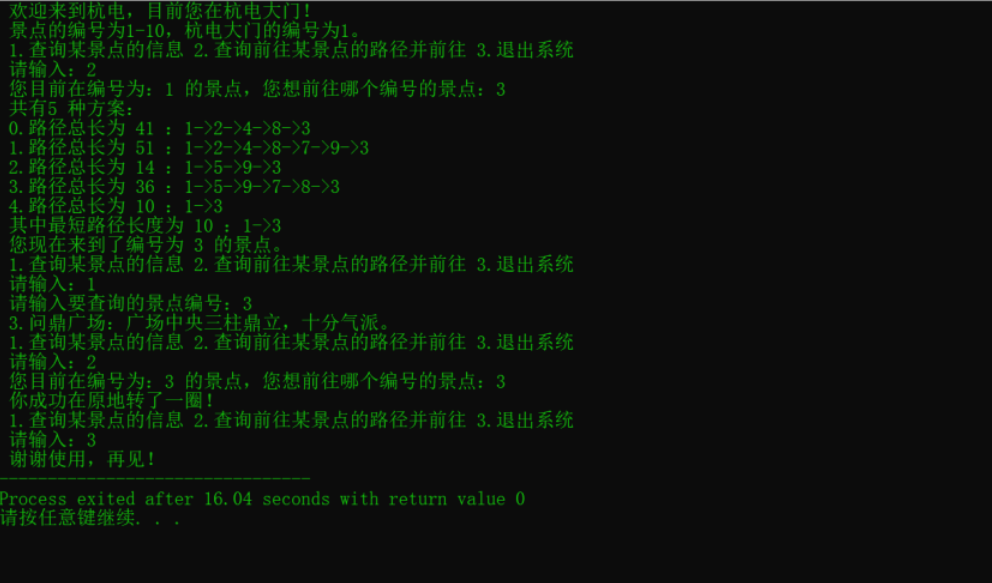 欢迎来到杭电，目前您在杭电大门！
景点的编号为1-10，杭电大门的编号为1。
1.查询某景点的信息 2.查询前往某景点的路径并前往 3.退出系统
请输入：2
您目前在编号为：1 的景点，您想前往哪个编号的景点：3
共有5 种方案：
0.路径总长为 41 ：1->2->4->8->3
1.路径总长为 51 ：1->2->4->8->7->9->3
2.路径总长为 14 ：1->5->9->3
3.路径总长为 36 ：1->5->9->7->8->3
4.路径总长为 10 ：1->3
其中最短路径长度为 10 ：1->3
您现在来到了编号为 3 的景点。
1.查询某景点的信息 2.查询前往某景点的路径并前往 3.退出系统
请输入：1
请输入要查询的景点编号：3
3.问鼎广场：广场中央三柱鼎立，十分气派。
1.查询某景点的信息 2.查询前往某景点的路径并前往 3.退出系统
请输入：2
您目前在编号为：3 的景点，您想前往哪个编号的景点：3
你成功在原地转了一圈！
1.查询某景点的信息 2.查询前往某景点的路径并前往 3.退出系统
请输入：3
谢谢使用，再见！
--------------------------------
Process exited after 16.04 seconds with return value 0
请按任意键继续. . .